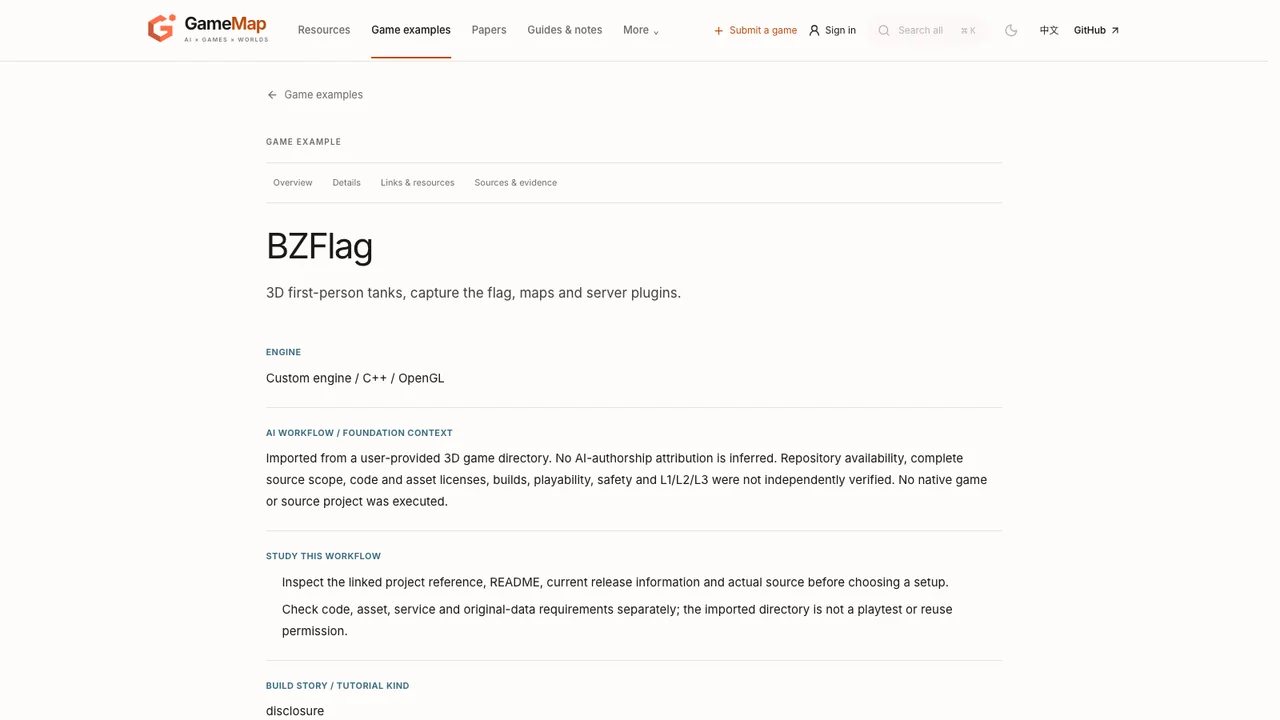 GameMap
AI × GAMES × WORLDS
Resources
Game examples
Papers
Guides & notes
More
+ Submit a game
Sign in
Search all
⌘ K
中文
GitHub ↗
← Game examples
GAME EXAMPLE
Overview
Details
Links & resources
Sources & evidence
BZFlag
3D first-person tanks, capture the flag, maps and server plugins.
ENGINE
Custom engine / C++ / OpenGL
AI WORKFLOW / FOUNDATION CONTEXT
Imported from a user-provided 3D game directory. No AI-authorship attribution is inferred. Repository availability, complete
source scope, code and asset licenses, builds, playability, safety and L1/L2/L3 were not independently verified. No native game
or source project was executed.
STUDY THIS WORKFLOW
Inspect the linked project reference, README, current release information and actual source before choosing a setup.
Check code, asset, service and original-data requirements separately; the imported directory is not a playtest or reuse
permission.
BUILD STORY / TUTORIAL KIND
disclosure